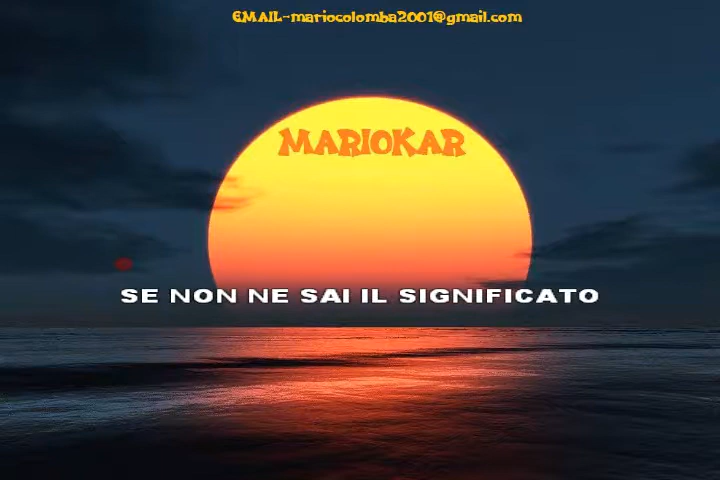 EMAIL-mariocolomba2001@gmail.com
MARIOKAR
SE NON NE SAI IL SIGNIFICATO